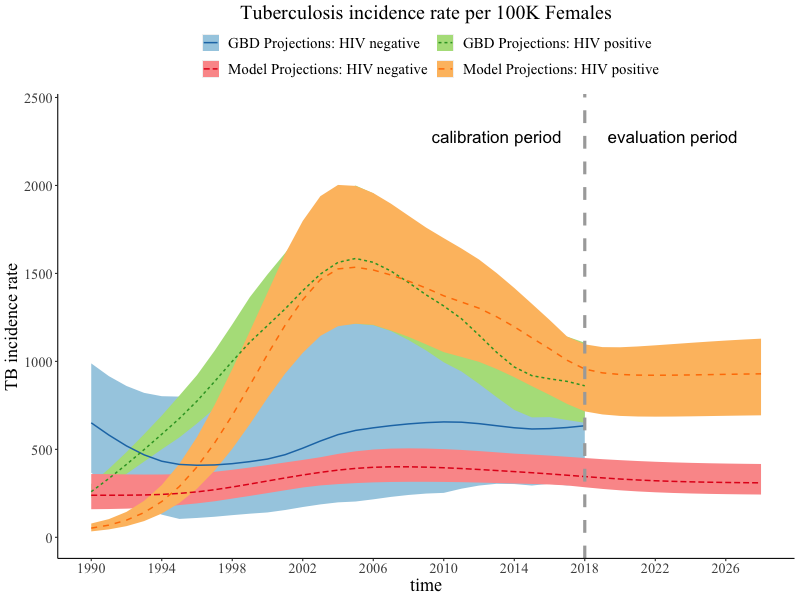 Tuberculosis incidence rate per 100K Females
GBD Projections: HIV negative GBD Projections: HIV positive
Model Projections: HIV negative Model Projections: HIV positive
2500
calibration period evaluation period
2000
1500
1000
500
0
TB incidence rate
1990 1994 1998 2002 2006 2010 2014 2018 2022 2026
time